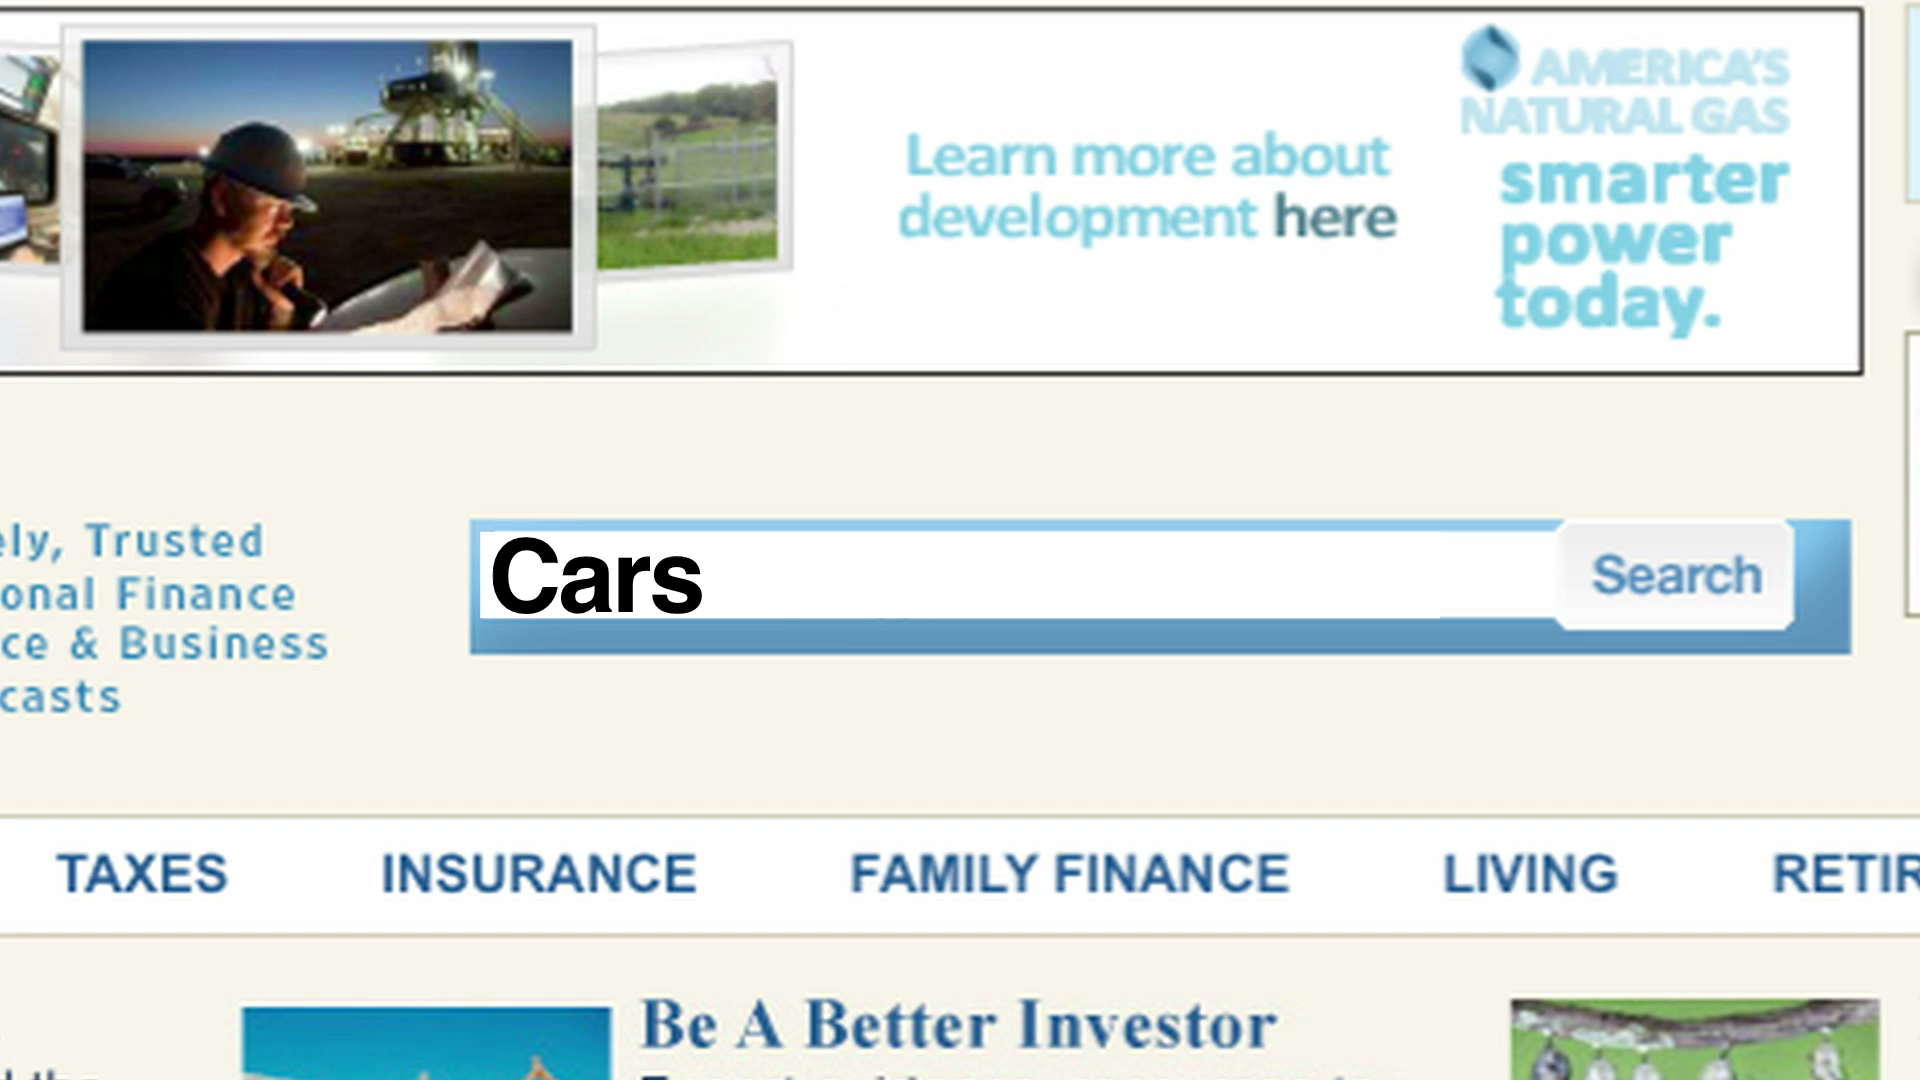 AMERICA'S
NATURAL GAS
smarter
power
today.
Learn more about
development here
ely, Trusted
onal Finance
ce & Business
casts
Cars
Search
TAXES INSURANCE FAMILY FINANCE LIVING RETIR
Be A Better Investor